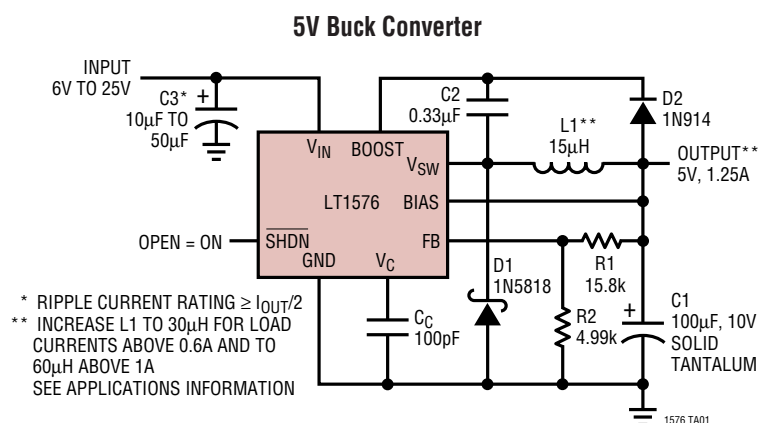 5V Buck Converter
INPUT
6V TO 25V
C3*
+
10µF TO
50µF
C2
0.33µF
D2
1N914
L1**
15µH
OUTPUT**
5V, 1.25A
VIN
BOOST
VSW
LT1576
BIAS
OPEN = ON
SHDN
FB
GND
VC
D1
1N5818
R1
15.8k
CC
100pF
R2
4.99k
+
C1
100µF, 10V
SOLID
TANTALUM
* RIPPLE CURRENT RATING ≥ IOUT/2
** INCREASE L1 TO 30µH FOR LOAD
CURRENTS ABOVE 0.6A AND TO
60µH ABOVE 1A
SEE APPLICATIONS INFORMATION
1576 TA01